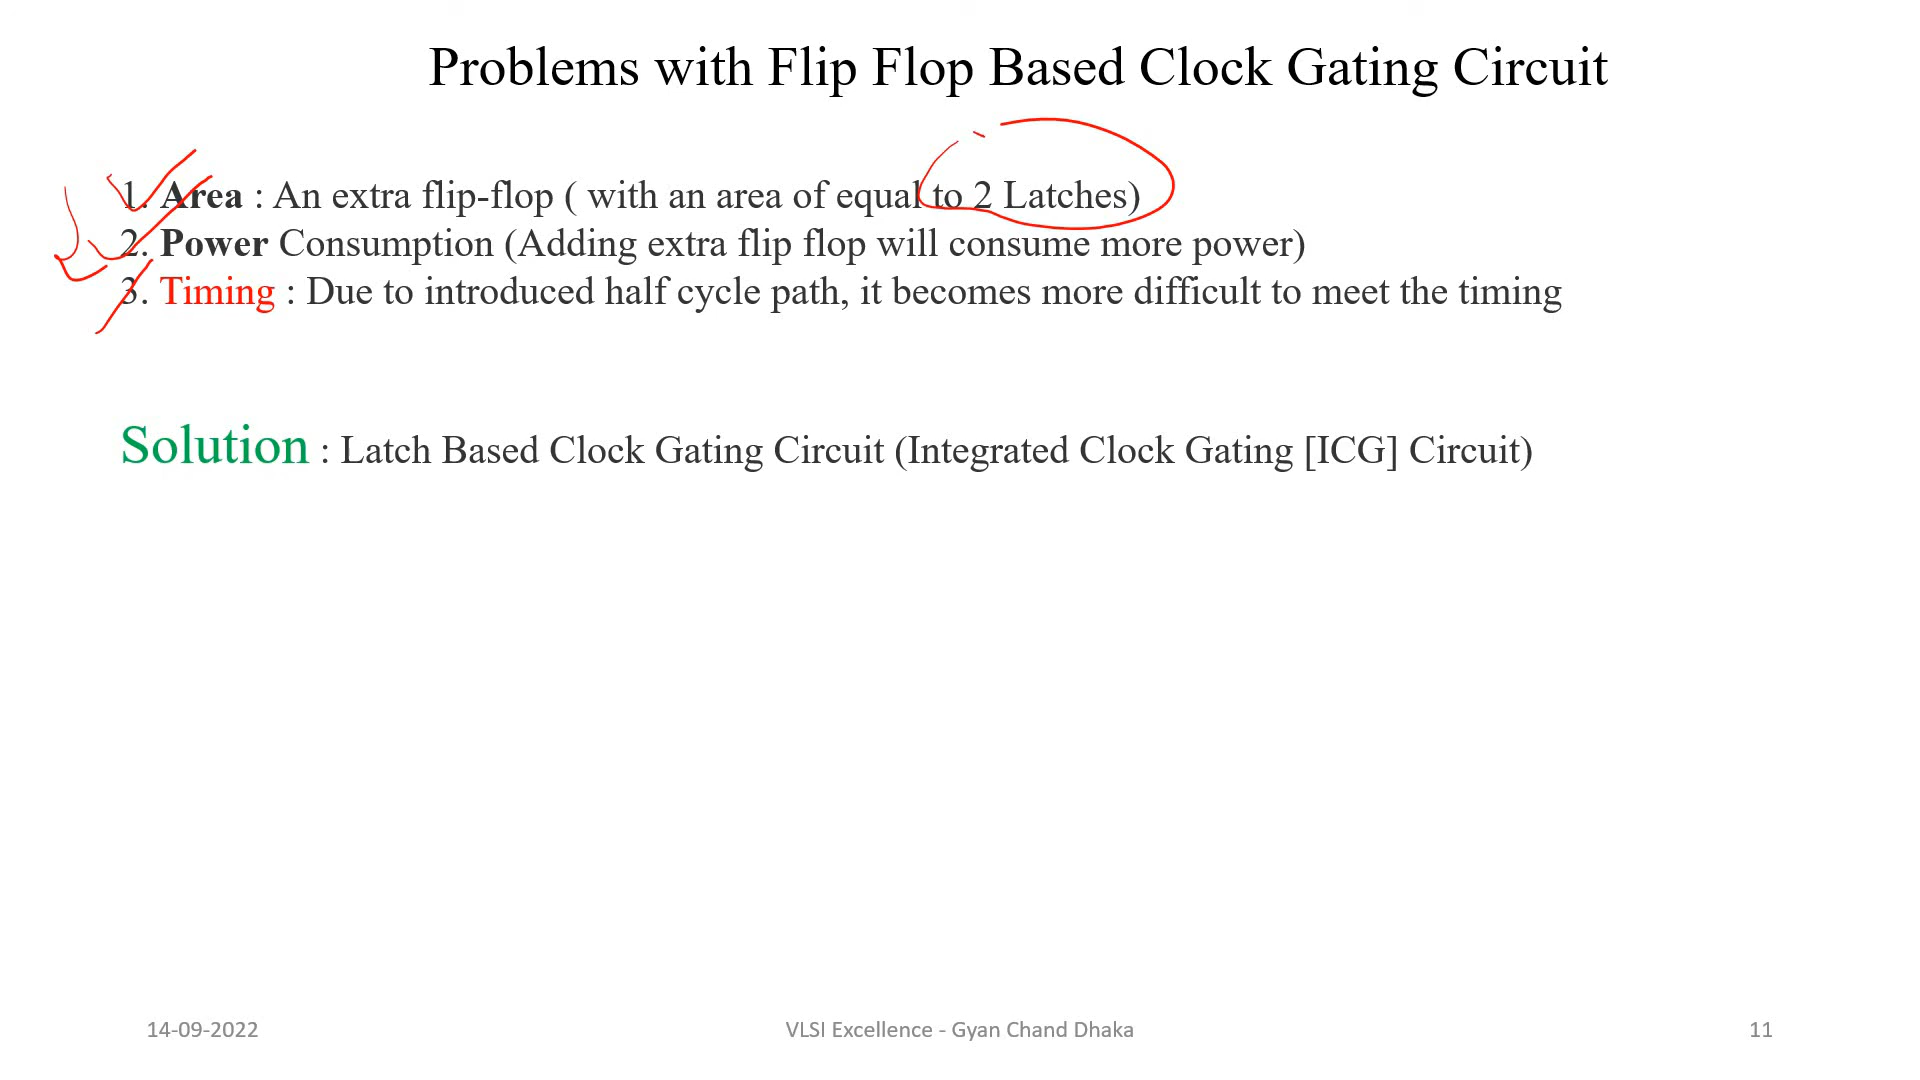 Problems with Flip Flop Based Clock Gating Circuit
1. Area : An extra flip-flop ( with an area of equal to 2 Latches)
2. Power Consumption (Adding extra flip flop will consume more power)
3. Timing : Due to introduced half cycle path, it becomes more difficult to meet the timing
Solution : Latch Based Clock Gating Circuit (Integrated Clock Gating [ICG] Circuit)
14-09-2022
VLSI Excellence - Gyan Chand Dhaka
11